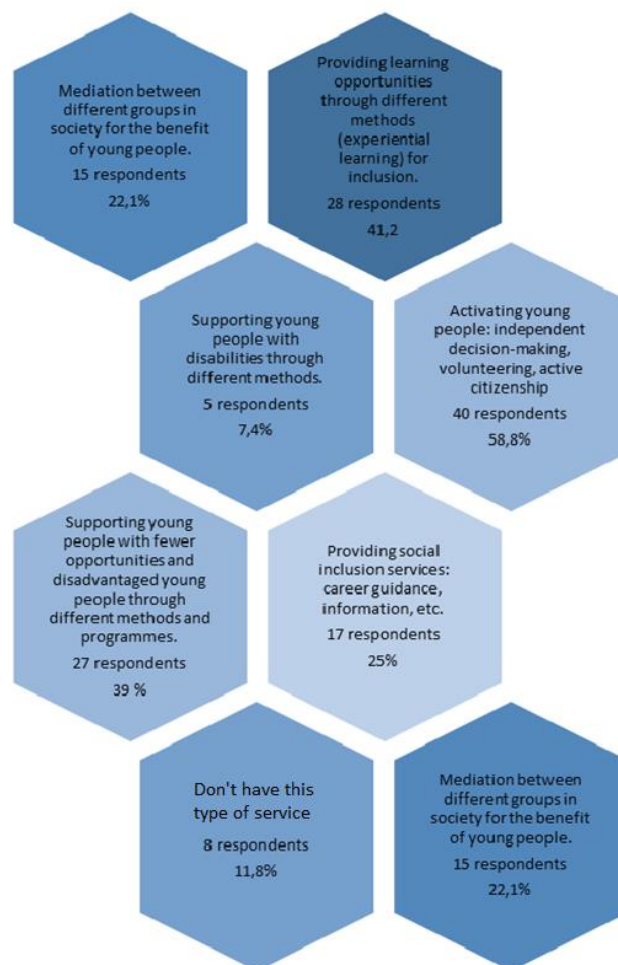 Mediation between
different groups in
society for the benefit
of young people.
15 respondents
22,1%
Providing learning
opportunities
through different
methods
(experiential
learning) for
inclusion.
28 respondents
41,2
Supporting young
people with
disabilities through
different methods.
5 respondents
7,4%
Activating young
people: independent
decision-making,
volunteering, active
citizenship
40 respondents
58,8%
Supporting young
people with fewer
opportunities and
disadvantaged young
people through
different methods and
programmes.
27 respondents
39 %
Providing social
inclusion services:
career guidance,
information, etc.
17 respondents
25%
Don't have this
type of service
8 respondents
11,8%
Mediation between
different groups in
society for the benefit
of young people.
15 respondents
22,1%